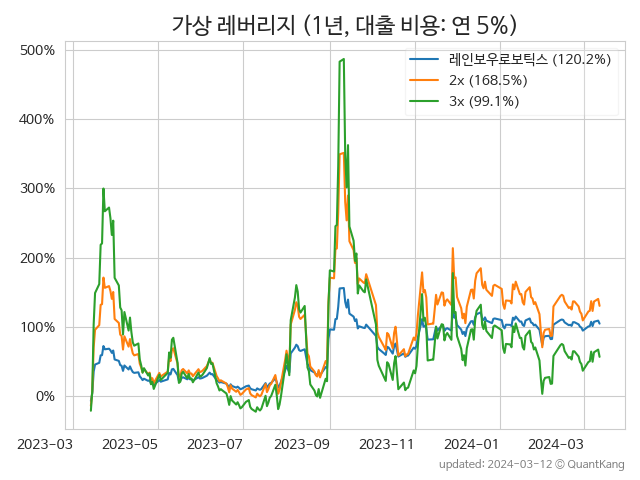 가상 레버리지 (1년, 대출 비용: 연 5%)
500%
400%
300%
200%
100%
0%
레인보우로보틱스 (120.2%)
2x (168.5%)
3x (99.1%)
2023-03 2023-05 2023-07 2023-09 2023-11 2024-01 2024-03
updated: 2024-03-12 © QuantKang